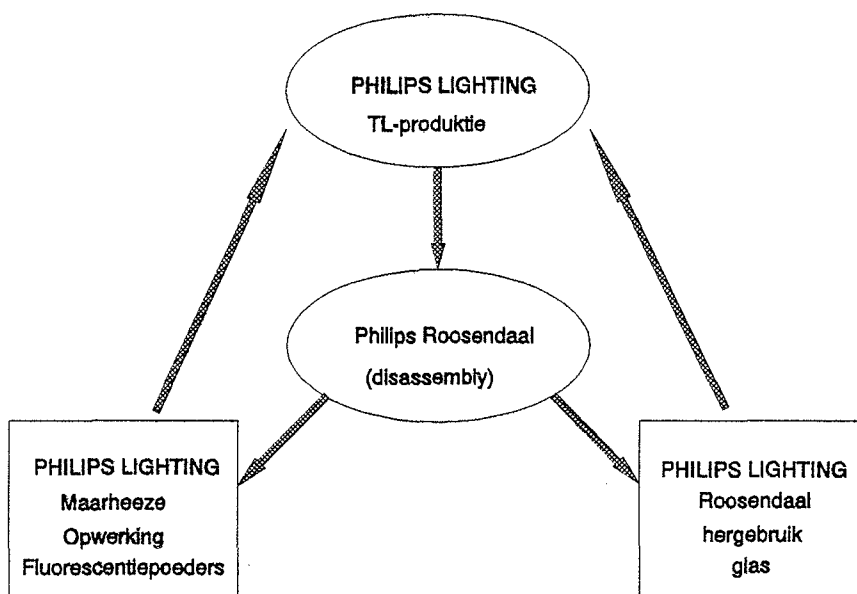 PHILIPS LIGHTING
TL-produktie
Philips Roosendaal
(disassembly)
PHILIPS LIGHTING
Maarheeze
Opwerking
Fluorescentiepoeders
PHILIPS LIGHTING
Roosendaal
hergebruik
glas